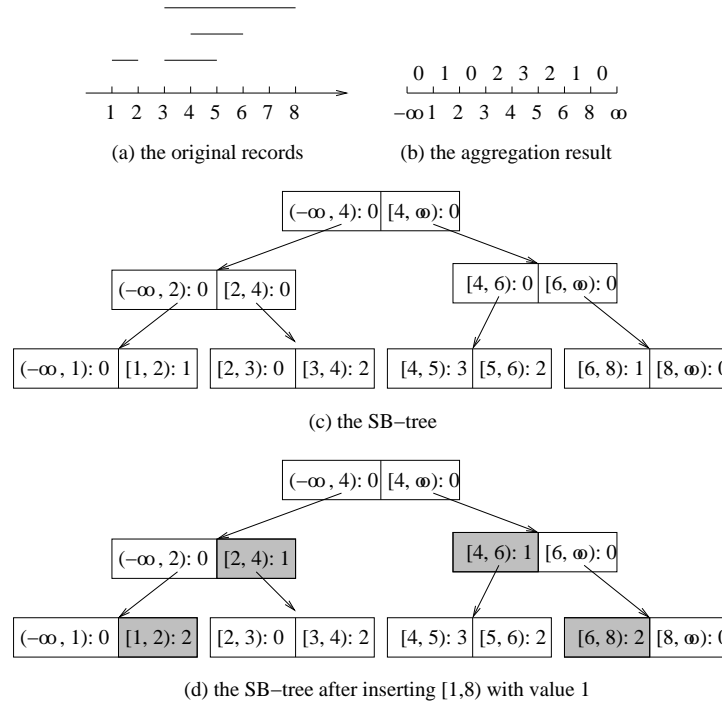 0 1 0 2 3 2 1 0
1 2 3 4 5 6 7 8
−∞ 1 2 3 4 5 6 8 ∞
(a) the original records
(b) the aggregation result
(−∞, 4): 0 [4, ∞): 0
(−∞, 2): 0 [2, 4): 0 [4, 6): 0 [6, ∞): 0
(−∞, 1): 0 [1, 2): 1 [2, 3): 0 [3, 4): 2 [4, 5): 3 [5, 6): 2 [6, 8): 1 [8, ∞): 0
(c) the SB−tree
(−∞, 4): 0 [4, ∞): 0
(−∞, 2): 0 [2, 4): 1 [4, 6): 1 [6, ∞): 0
(−∞, 1): 0 [1, 2): 2 [2, 3): 0 [3, 4): 2 [4, 5): 3 [5, 6): 2 [6, 8): 2 [8, ∞): 0
(d) the SB−tree after inserting [1,8) with value 1